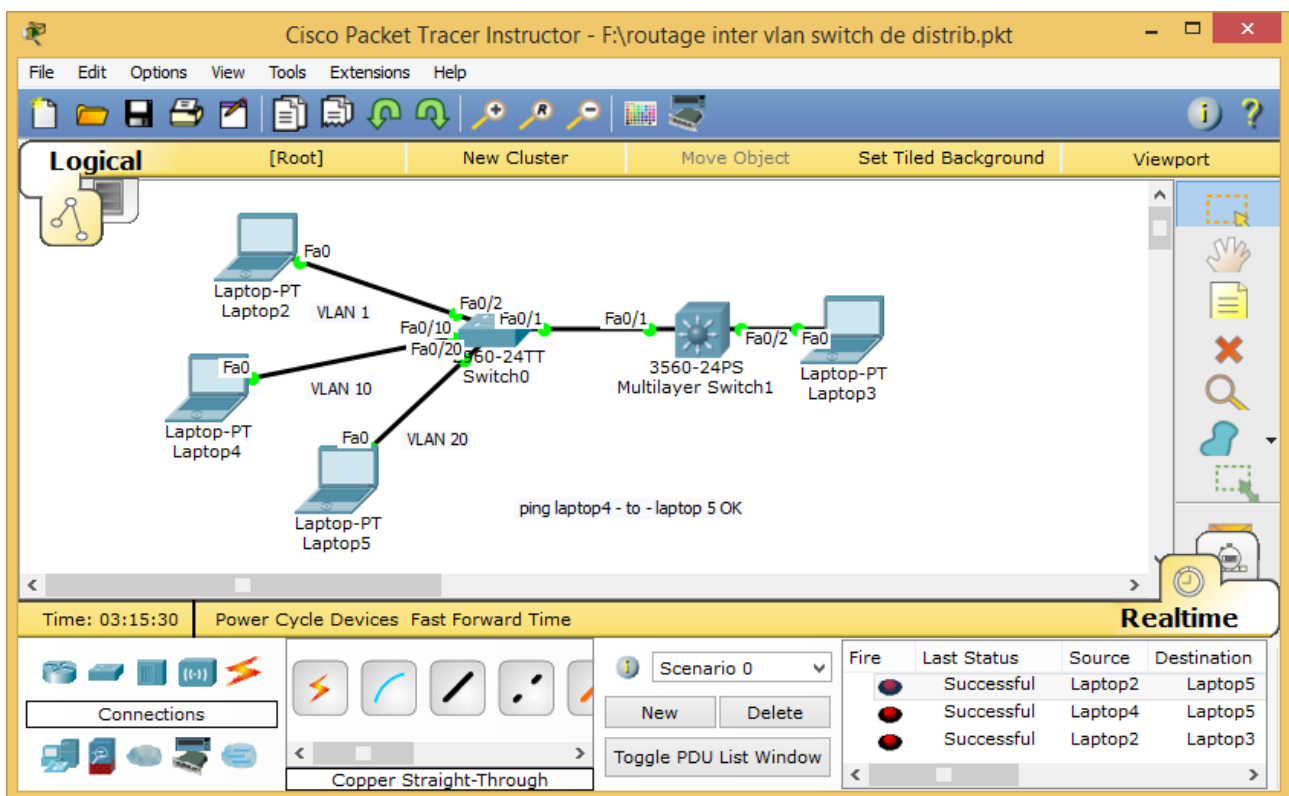 Cisco Packet Tracer Instructor - F:\routage inter vlan switch de distrib.pkt
File Edit Options View Tools Extensions Help
Logical [Root] New Cluster Move Object Set Tiled Background Viewport
Fa0
Laptop-PT
Laptop2
VLAN 1
Fa0/2
Fa0/1
Fa0/10
Fa0/20
960-24TT
Switch0
Fa0/1
3560-24PS
Multilayer Switch1
Fa0/2
Fa0
Laptop-PT
Laptop3
Fa0
VLAN 10
Laptop-PT
Laptop4
Fa0
VLAN 20
Laptop-PT
Laptop5
ping laptop4 - to - laptop 5 OK
Time: 03:15:30 Power Cycle Devices Fast Forward Time Realtime
Connections
Copper Straight-Through
Scenario 0
New Delete
Toggle PDU List Window
Fire Last Status Source Destination
Successful Laptop2 Laptop5
Successful Laptop4 Laptop5
Successful Laptop2 Laptop3